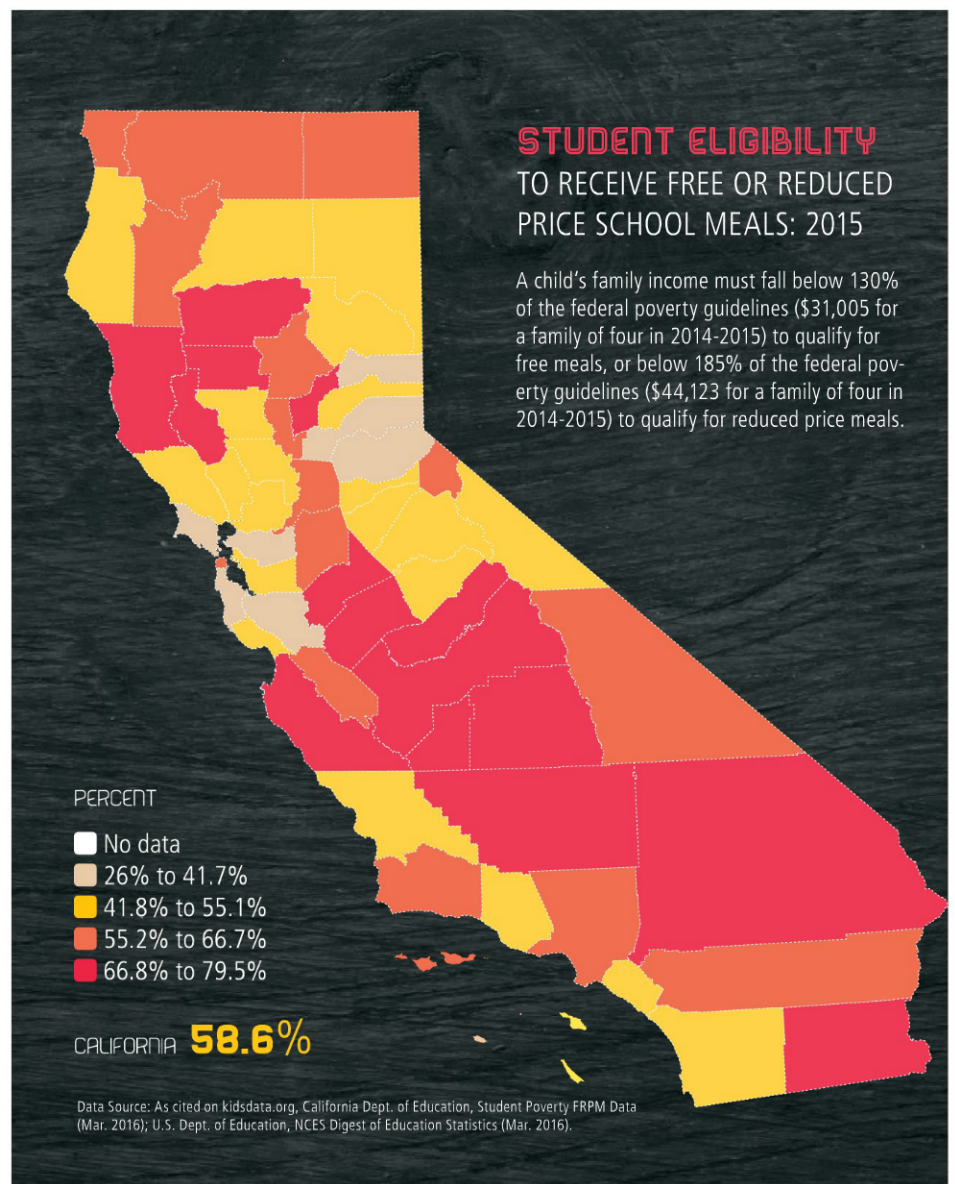 STUDENT ELIGIBILITY
TO RECEIVE FREE OR REDUCED
PRICE SCHOOL MEALS: 2015
A child's family income must fall below 130%
of the federal poverty guidelines ($31,005 for
a family of four in 2014-2015) to qualify for
free meals, or below 185% of the federal pov-
erty guidelines ($44,123 for a family of four in
2014-2015) to qualify for reduced price meals.
PERCENT
No data
26% to 41.7%
41.8% to 55.1%
55.2% to 66.7%
66.8% to 79.5%
CALIFORNIA 58.6%
Data Source: As cited on kidsdata.org, California Dept. of Education, Student Poverty FRPM Data
(Mar. 2016); U.S. Dept. of Education, NCES Digest of Education Statistics (Mar. 2016).